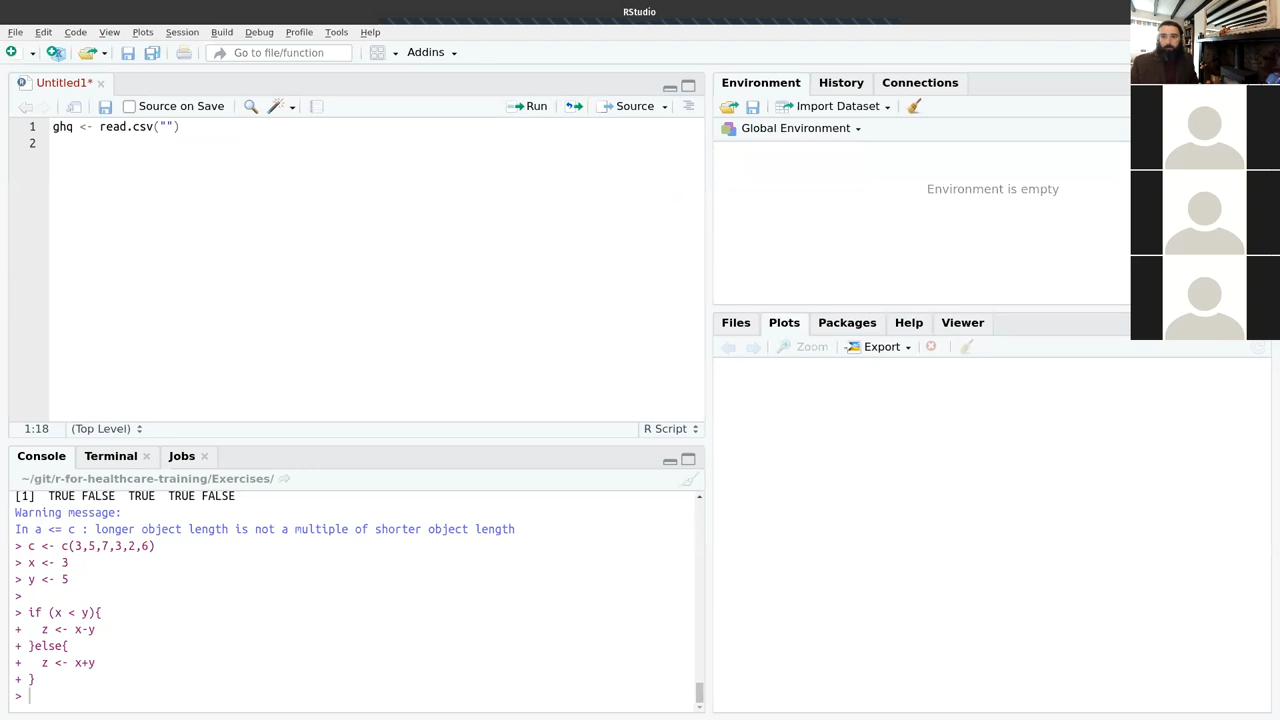 RStudio
File Edit Code View Plots Session Build Debug Profile Tools Help
Go to file/function Addins
Untitled1*
Source on Save Run Source
1 ghq <- read.csv("")
2
1:18 (Top Level) R Script
Console Terminal Jobs
~/git/r-for-healthcare-training/Exercises/
[1]  TRUE FALSE  TRUE  TRUE FALSE
Warning message:
In a <= c : longer object length is not a multiple of shorter object length
> c <- c(3,5,7,3,2,6)
> x <- 3
> y <- 5
>
> if (x < y){
+   z <- x-y
+ }else{
+   z <- x+y
+ }
>
Environment History Connections
Import Dataset
Global Environment
Environment is empty
Files Plots Packages Help Viewer
Zoom Export